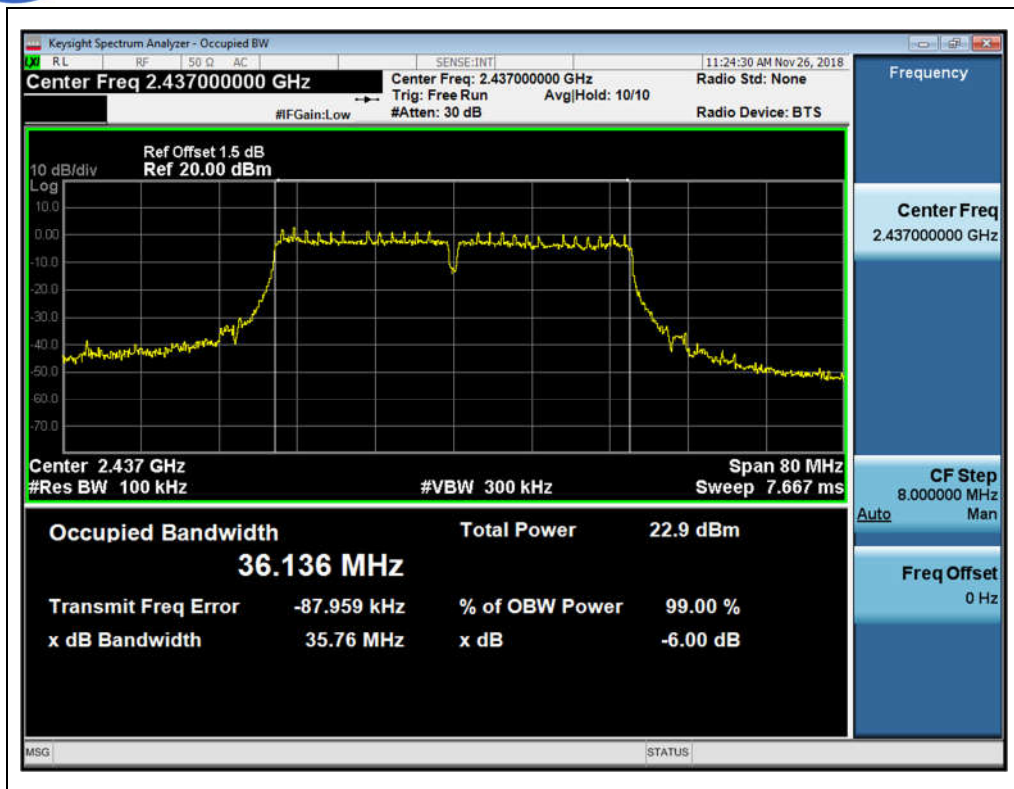 Keysight Spectrum Analyzer - Occupied BW
LXI RL RF 50 Ω AC SENSE:INT 11:24:30 AM Nov 26, 2018
Center Freq 2.437000000 GHz
Center Freq: 2.437000000 GHz
Radio Std: None
Trig: Free Run Avg|Hold: 10/10
#IFGain:Low #Atten: 30 dB Radio Device: BTS
Ref Offset 1.5 dB
10 dB/div Ref 20.00 dBm
Log
10.0
0.00
-10.0
-20.0
-30.0
-40.0
-50.0
-60.0
-70.0
Center 2.437 GHz Span 80 MHz
#Res BW 100 kHz #VBW 300 kHz Sweep 7.667 ms
Occupied Bandwidth Total Power 22.9 dBm
36.136 MHz
Transmit Freq Error -87.959 kHz % of OBW Power 99.00 %
x dB Bandwidth 35.76 MHz x dB -6.00 dB
MSG STATUS
Frequency
Center Freq
2.437000000 GHz
CF Step
8.000000 MHz
Auto Man
Freq Offset
0 Hz